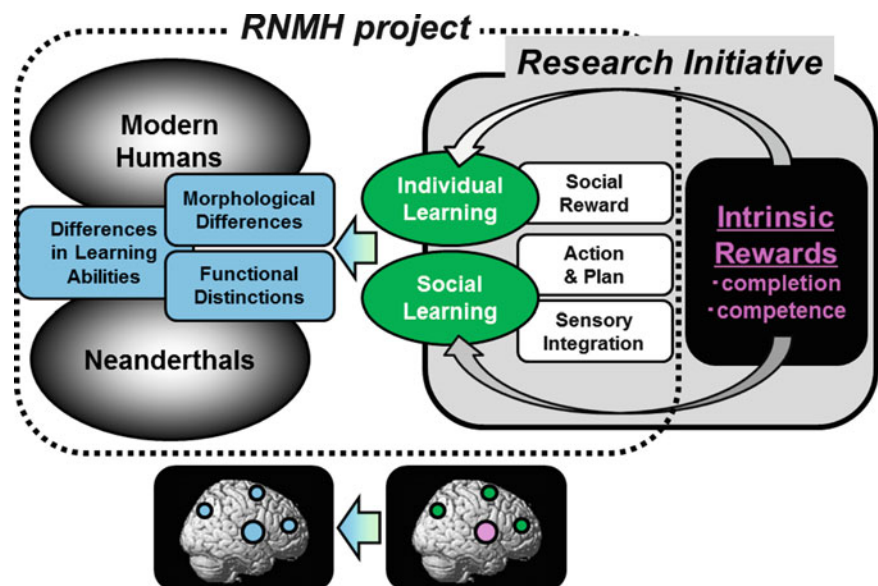 RNMH project
Research Initiative
Modern
Humans
Morphological
Differences
Differences
in Learning
Abilities
Functional
Distinctions
Neanderthals
Individual
Learning
Social
Learning
Social
Reward
Action
& Plan
Sensory
Integration
Intrinsic
Rewards
・completion
・competence